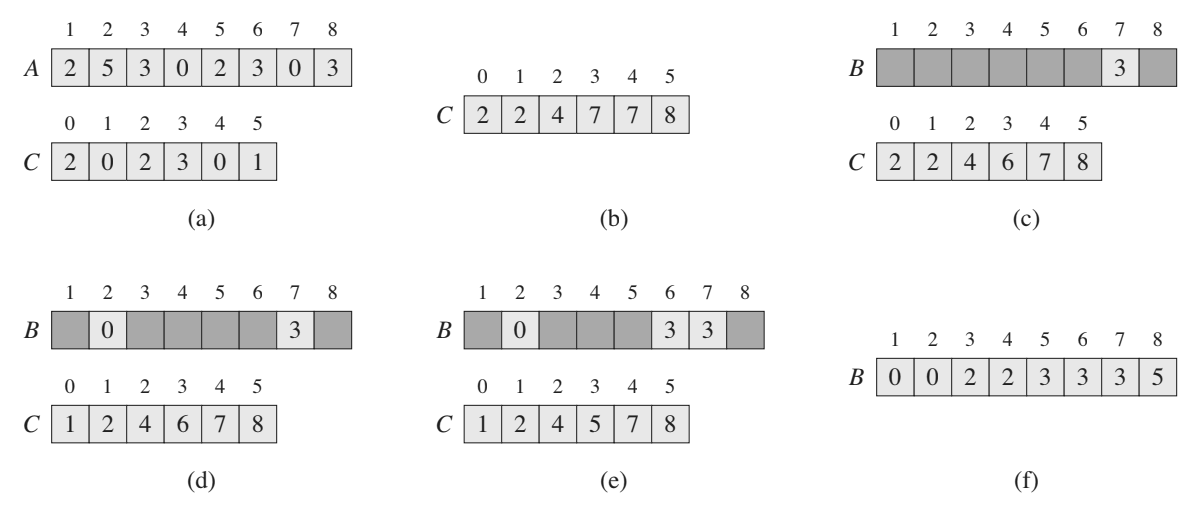 1 2 3 4 5 6 7 8
A 2 5 3 0 2 3 0 3
0 1 2 3 4 5
C 2 0 2 3 0 1
(a)
0 1 2 3 4 5
C 2 2 4 7 7 8
(b)
1 2 3 4 5 6 7 8
B 3
0 1 2 3 4 5
C 2 2 4 6 7 8
(c)
1 2 3 4 5 6 7 8
B 0 3
0 1 2 3 4 5
C 1 2 4 6 7 8
(d)
1 2 3 4 5 6 7 8
B 0 3 3
0 1 2 3 4 5
C 1 2 4 5 7 8
(e)
1 2 3 4 5 6 7 8
B 0 0 2 2 3 3 3 5
(f)